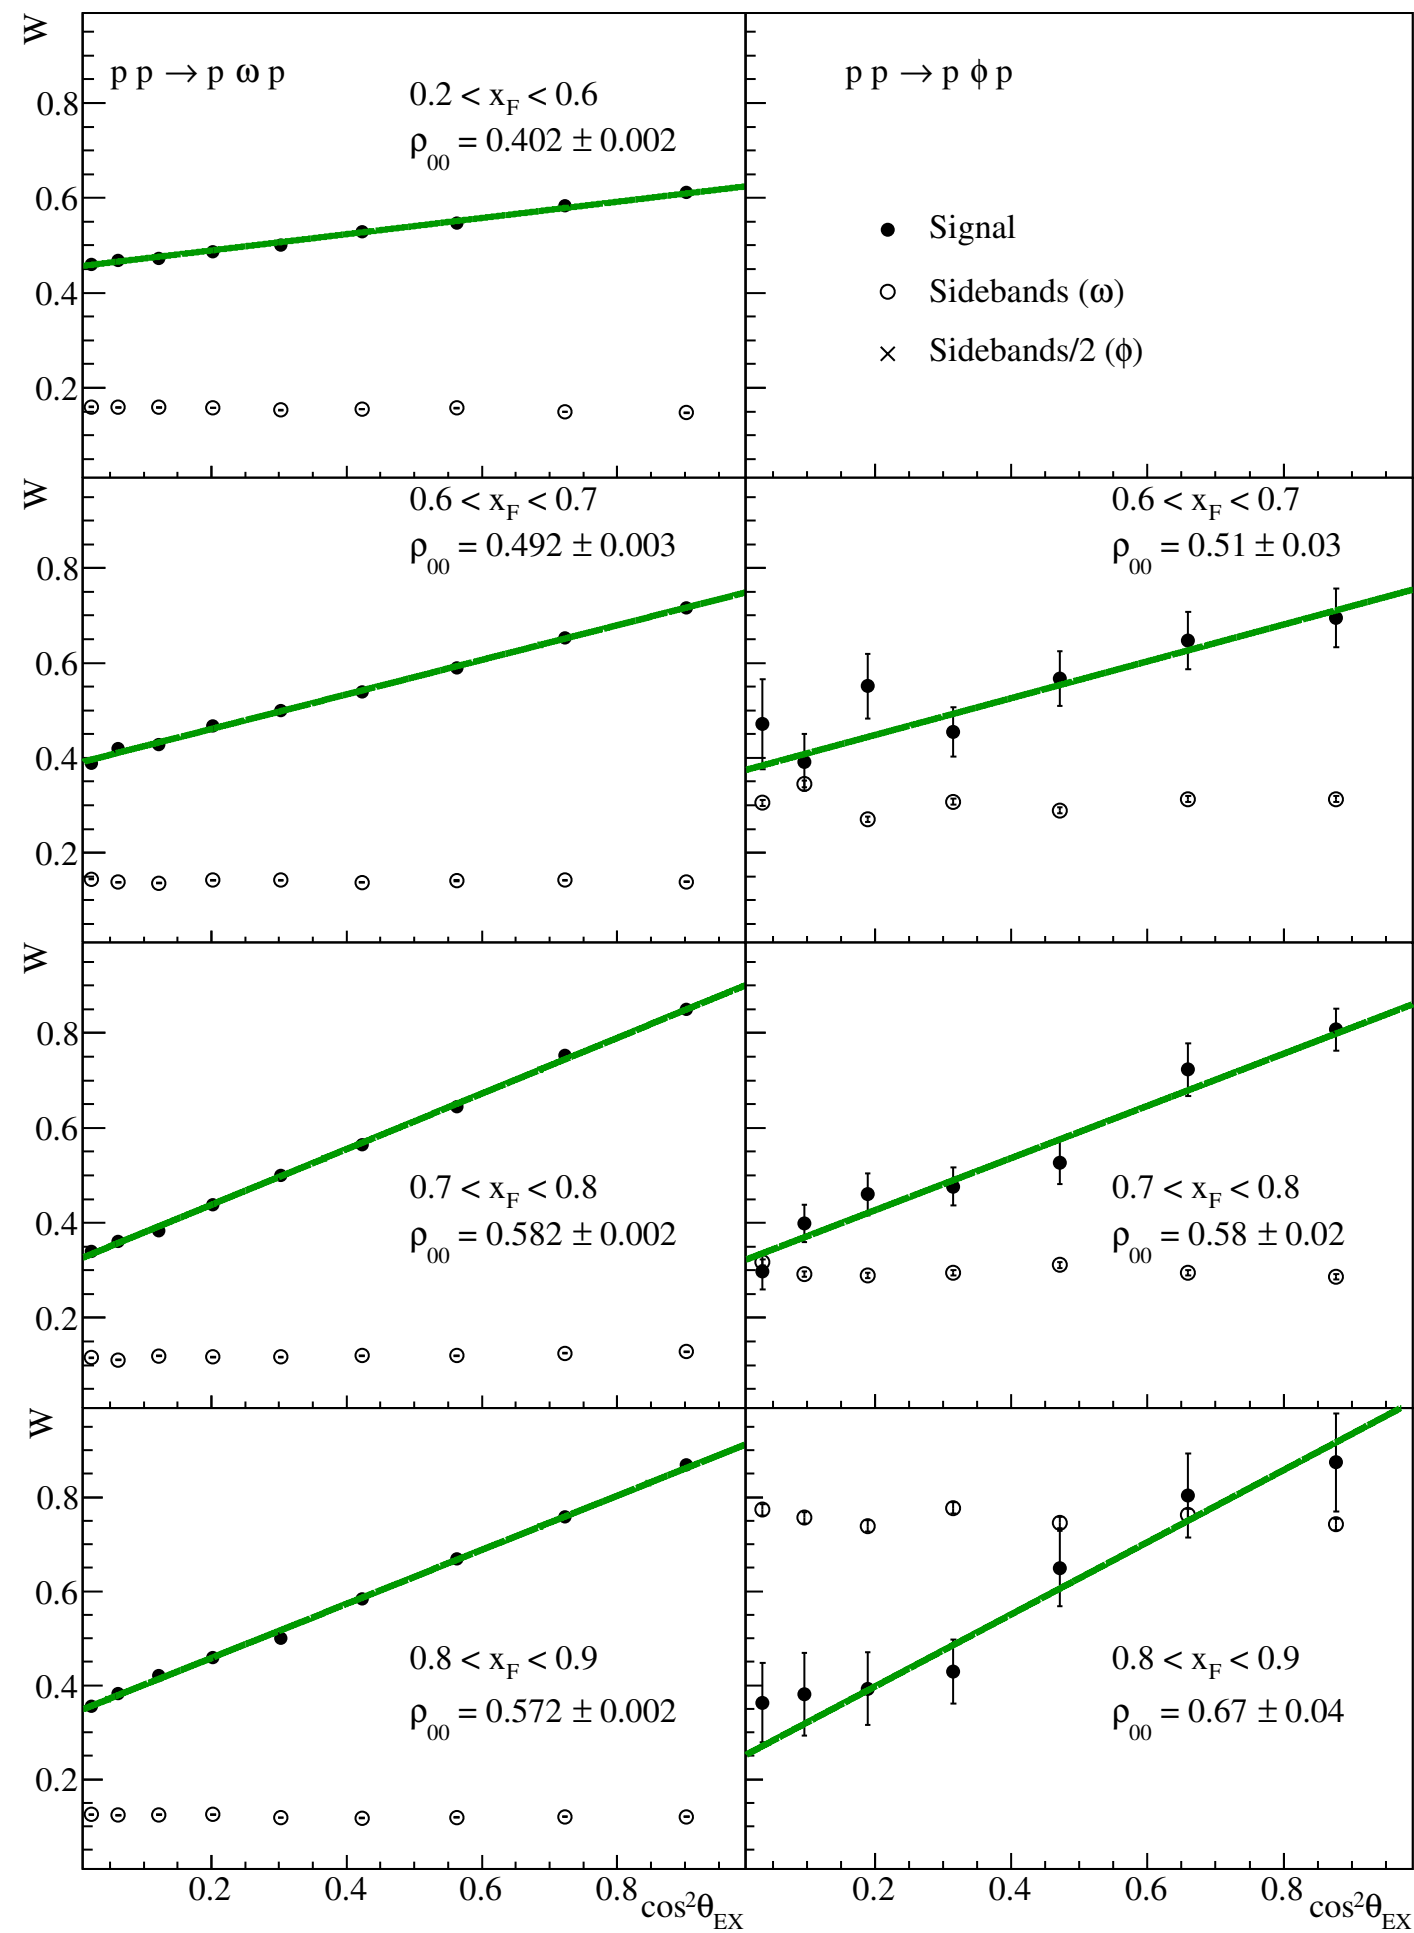 W
p p → p ω p
0.2 < x_F < 0.6
ρ_00 = 0.402 ± 0.002
0.8
0.6
0.4
0.2
p p → p ϕ p
Signal
Sidebands (ω)
Sidebands/2 (ϕ)
W
0.6 < x_F < 0.7
ρ_00 = 0.492 ± 0.003
0.8
0.6
0.4
0.2
0.6 < x_F < 0.7
ρ_00 = 0.51 ± 0.03
W
0.8
0.6
0.4
0.2
0.7 < x_F < 0.8
ρ_00 = 0.582 ± 0.002
0.7 < x_F < 0.8
ρ_00 = 0.58 ± 0.02
W
0.8
0.6
0.4
0.2
0.8 < x_F < 0.9
ρ_00 = 0.572 ± 0.002
0.8 < x_F < 0.9
ρ_00 = 0.67 ± 0.04
0.2 0.4 0.6 0.8
cos²θ_EX
0.2 0.4 0.6 0.8
cos²θ_EX